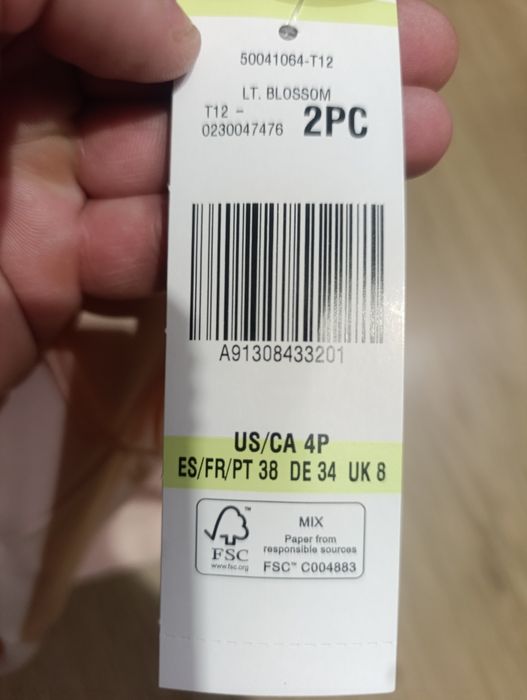 50041064-T12
LT. BLOSSOM
T12 -
0230047476 2PC
A91308433201
US/CA 4P
ES/FR/PT 38 DE 34 UK 8
FSC™
www.fsc.org
MIX
Paper from
responsible sources
FSC™ C004883